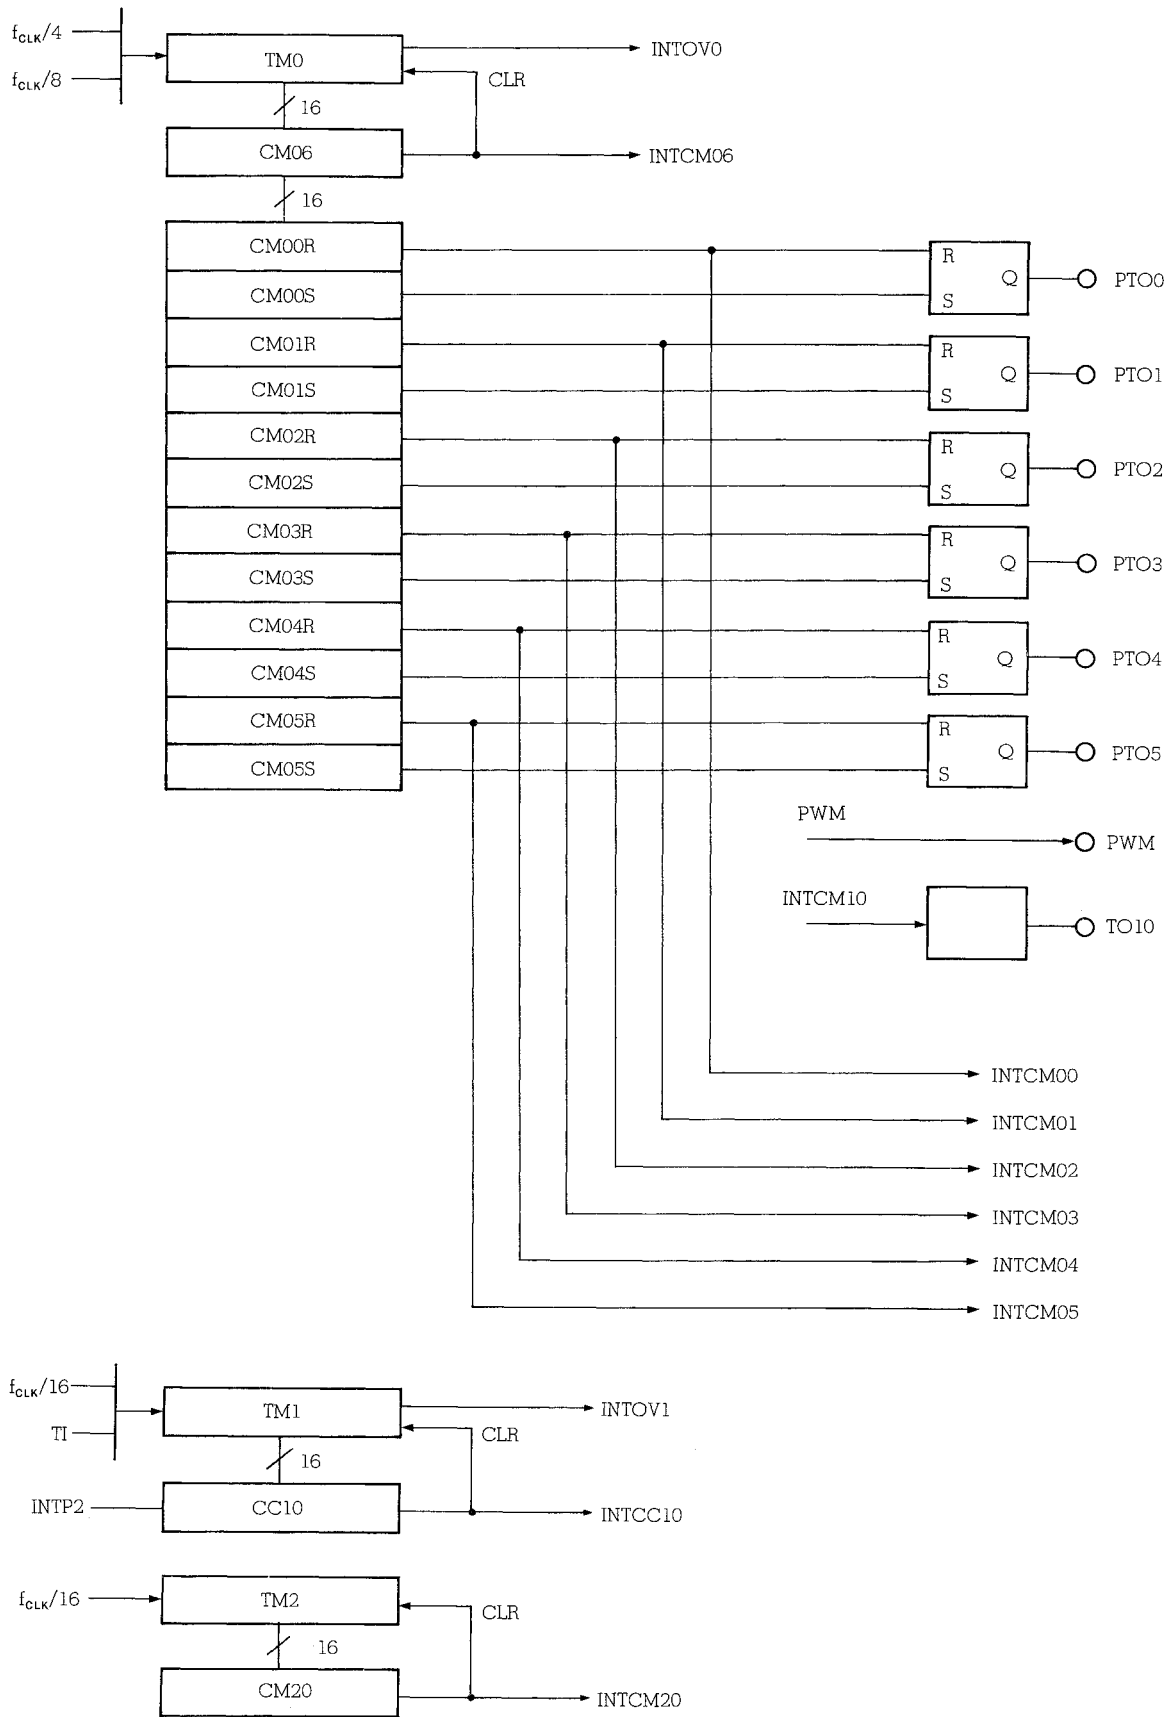 fCLK/4
TM0
INTOV0
fCLK/8
CLR
16
CM06
INTCM06
16
CM00R
R
Q
PTO0
CM00S
S
CM01R
R
Q
PTO1
CM01S
S
CM02R
R
Q
PTO2
CM02S
S
CM03R
R
Q
PTO3
CM03S
S
CM04R
R
Q
PTO4
CM04S
S
CM05R
R
Q
PTO5
CM05S
S
PWM
PWM
INTCM10
TO10
INTCM00
INTCM01
INTCM02
INTCM03
INTCM04
INTCM05
fCLK/16
TM1
INTOV1
TI
CLR
16
INTP2
CC10
INTCC10
fCLK/16
TM2
CLR
16
CM20
INTCM20